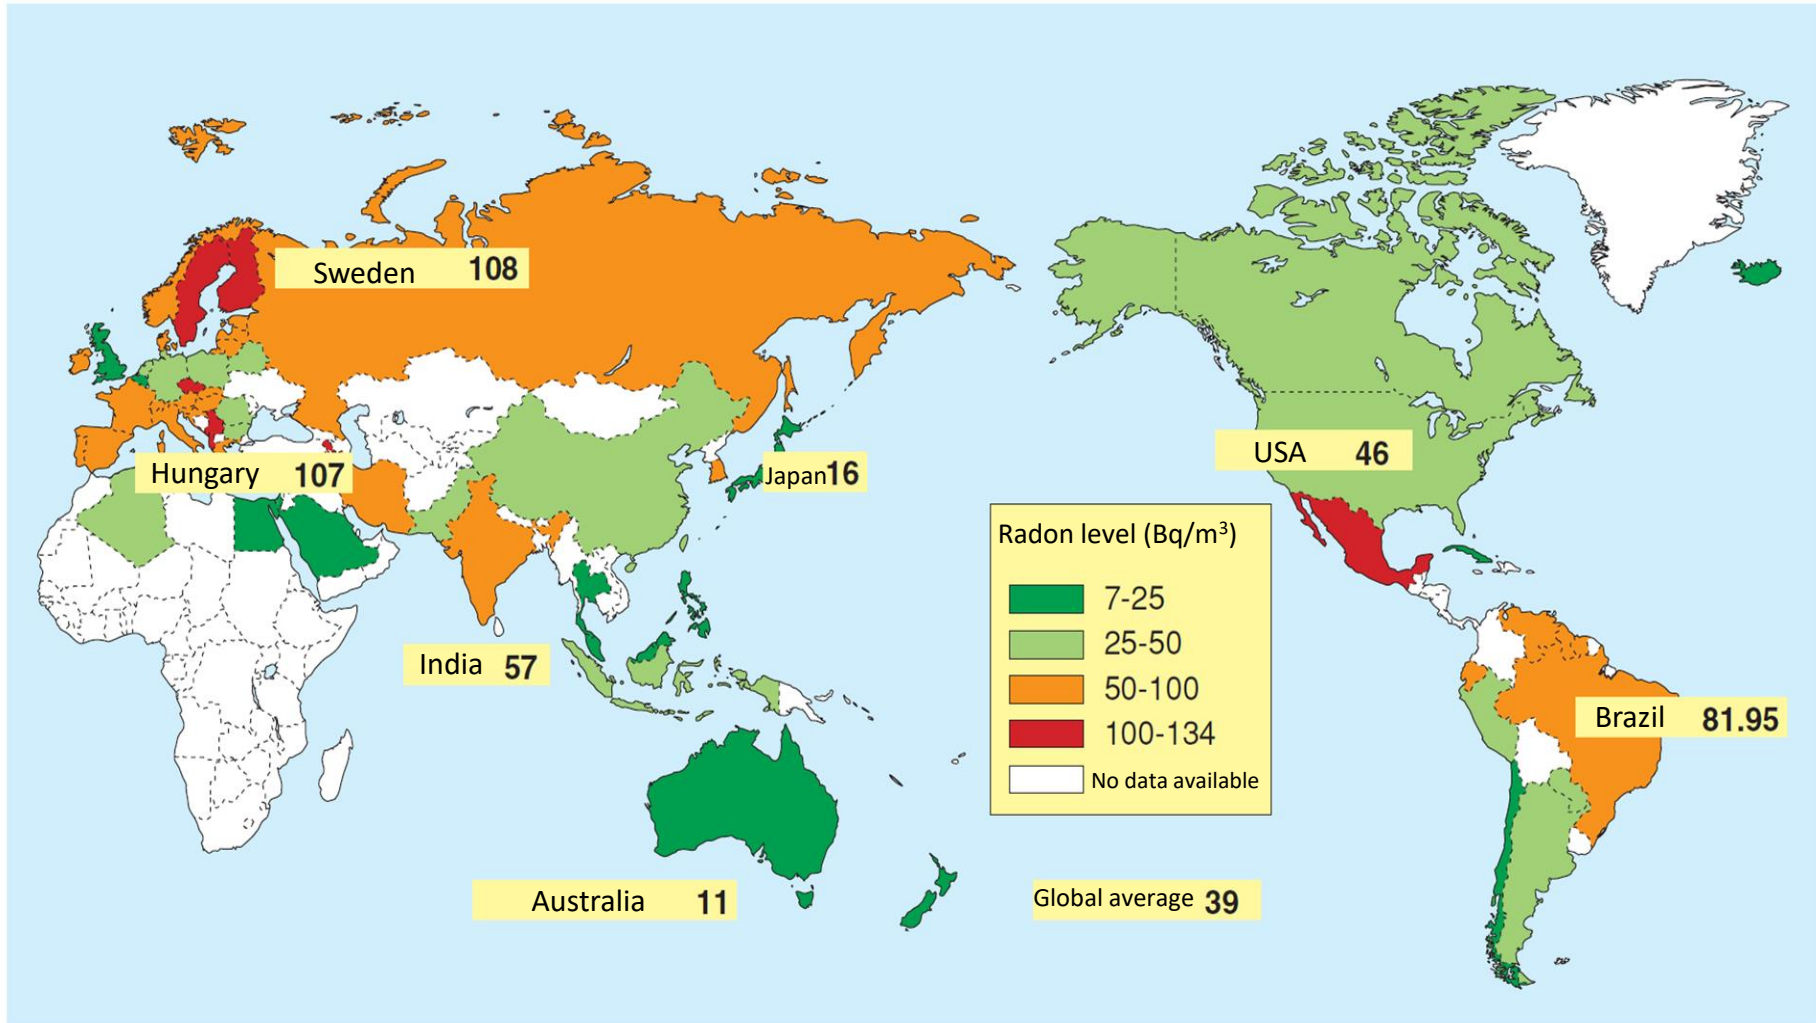 Sweden 108
Hungary 107
Japan16
USA 46
Radon level (Bq/m³)
7-25
25-50
50-100
100-134
No data available
India 57
Brazil 81.95
Australia 11
Global average 39